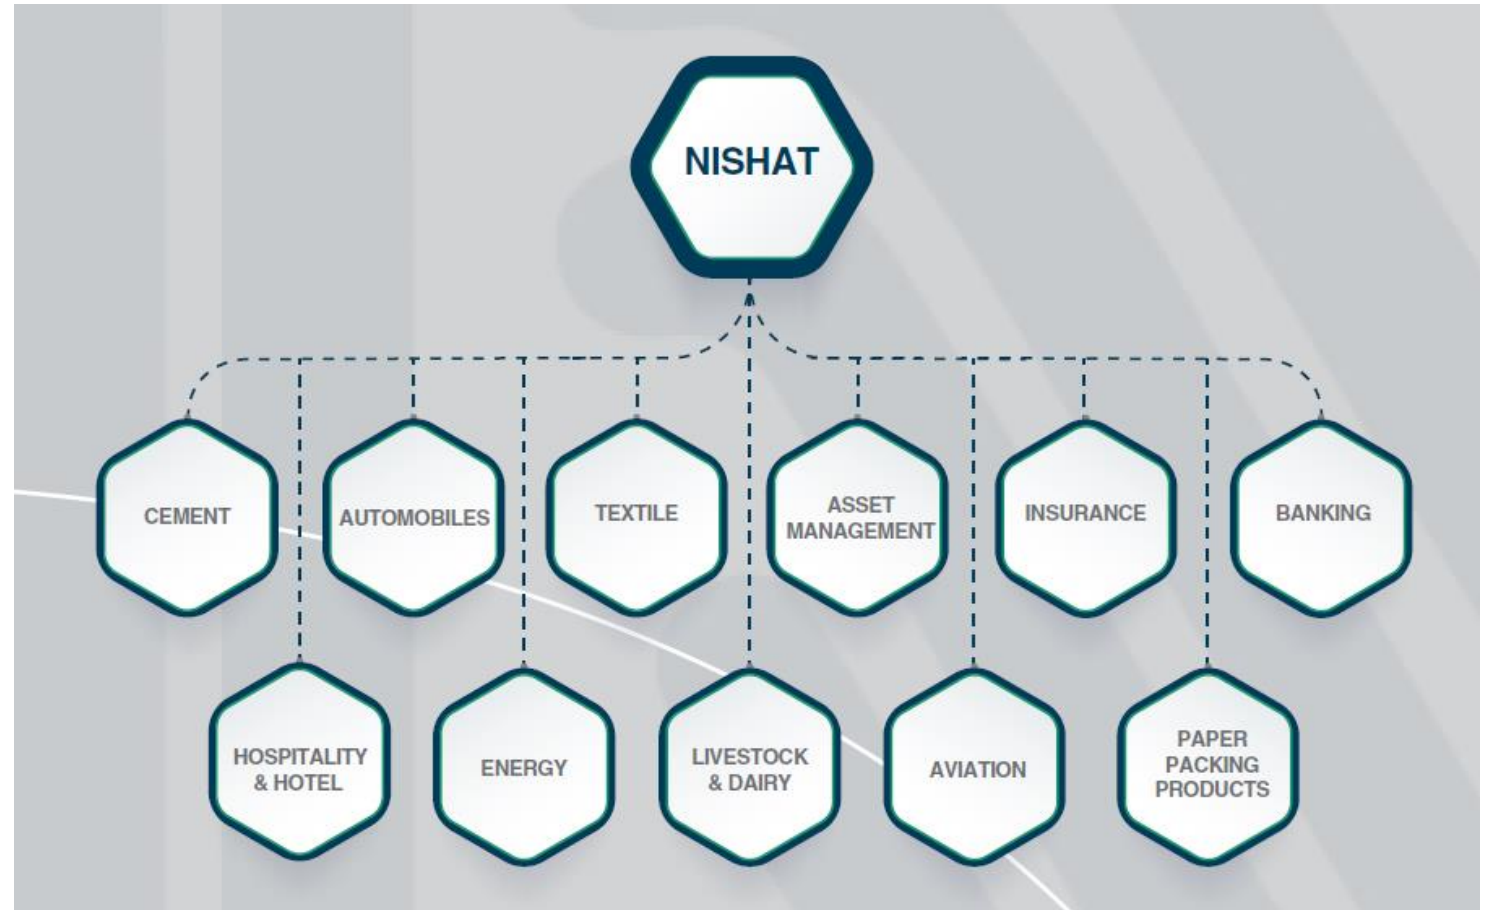 NISHAT
CEMENT
AUTOMOBILES
TEXTILE
ASSET
MANAGEMENT
INSURANCE
BANKING
HOSPITALITY
& HOTEL
ENERGY
LIVESTOCK
& DAIRY
AVIATION
PAPER
PACKING
PRODUCTS